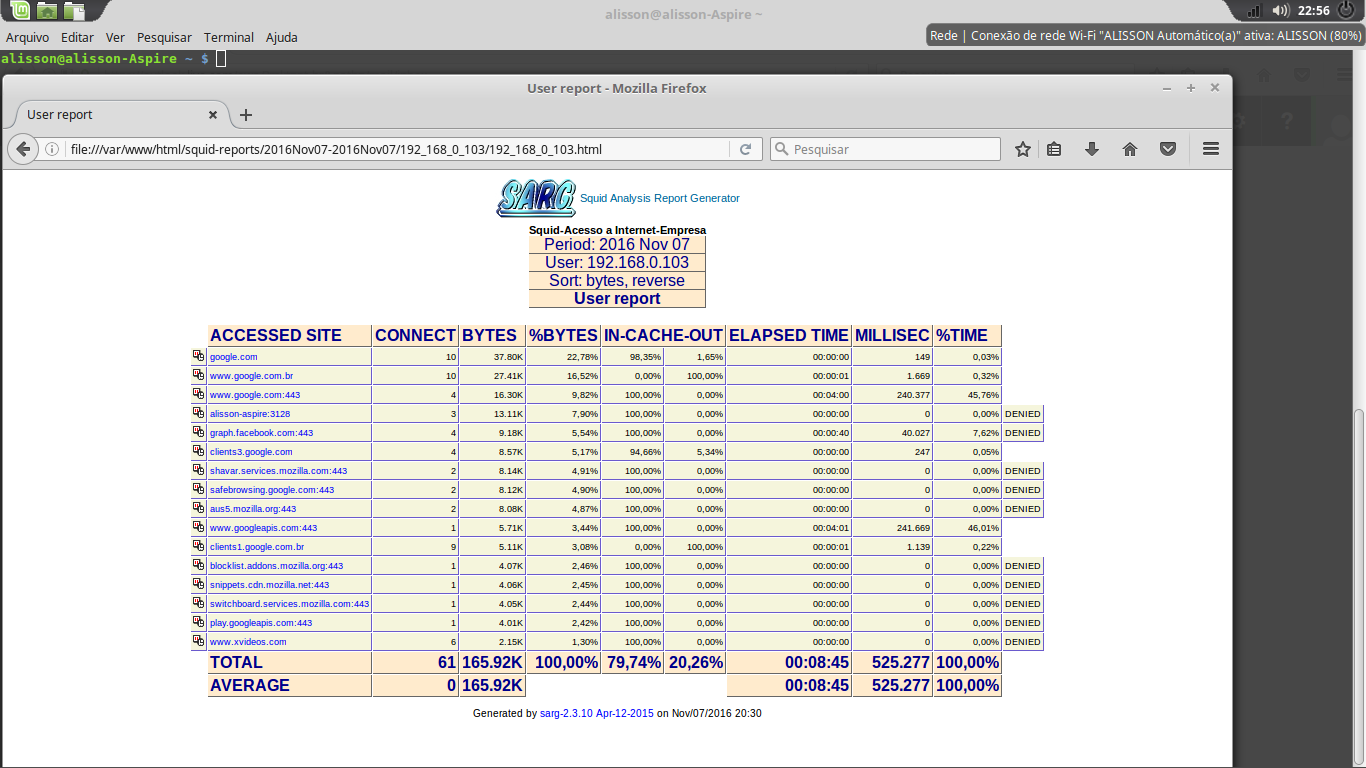 alisson@alisson-Aspire ~
22:56
Arquivo Editar Ver Pesquisar Terminal Ajuda
Rede | Conexão de rede Wi-Fi "ALISSON Automático(a)" ativa: ALISSON (80%)
alisson@alisson-Aspire ~ $
User report - Mozilla Firefox
User report
file:///var/www/html/squid-reports/2016Nov07-2016Nov07/192_168_0_103/192_168_0_103.html
Pesquisar
SARG Squid Analysis Report Generator
Squid-Acesso a Internet-Empresa
Period: 2016 Nov 07
User: 192.168.0.103
Sort: bytes, reverse
User report
ACCESSED SITE CONNECT BYTES %BYTES IN-CACHE-OUT ELAPSED TIME MILLISEC %TIME
google.com 10 37.80K 22,78% 98,35% 1,65% 00:00:00 149 0,03%
www.google.com.br 10 27.41K 16,52% 0,00% 100,00% 00:00:01 1.669 0,32%
www.google.com:443 4 16.30K 9,82% 100,00% 0,00% 00:04:00 240.377 45,76%
alisson-aspire:3128 3 13.11K 7,90% 100,00% 0,00% 00:00:00 0 0,00% DENIED
graph.facebook.com:443 4 9.18K 5,54% 100,00% 0,00% 00:00:40 40.027 7,62% DENIED
clients3.google.com 4 8.57K 5,17% 94,66% 5,34% 00:00:00 247 0,05%
shavar.services.mozilla.com:443 2 8.14K 4,91% 100,00% 0,00% 00:00:00 0 0,00% DENIED
safebrowsing.google.com:443 2 8.12K 4,90% 100,00% 0,00% 00:00:00 0 0,00% DENIED
aus5.mozilla.org:443 2 8.08K 4,87% 100,00% 0,00% 00:00:00 0 0,00% DENIED
www.googleapis.com:443 1 5.71K 3,44% 100,00% 0,00% 00:04:01 241.669 46,01%
clients1.google.com.br 9 5.11K 3,08% 0,00% 100,00% 00:00:01 1.139 0,22%
blocklist.addons.mozilla.org:443 1 4.07K 2,46% 100,00% 0,00% 00:00:00 0 0,00% DENIED
snippets.cdn.mozilla.net:443 1 4.06K 2,45% 100,00% 0,00% 00:00:00 0 0,00% DENIED
switchboard.services.mozilla.com:443 1 4.05K 2,44% 100,00% 0,00% 00:00:00 0 0,00% DENIED
play.googleapis.com:443 1 4.01K 2,42% 100,00% 0,00% 00:00:00 0 0,00% DENIED
www.xvideos.com 6 2.15K 1,30% 100,00% 0,00% 00:00:00 0 0,00% DENIED
TOTAL 61 165.92K 100,00% 79,74% 20,26% 00:08:45 525.277 100,00%
AVERAGE 0 165.92K 00:08:45 525.277 100,00%
Generated by sarg-2.3.10 Apr-12-2015 on Nov/07/2016 20:30